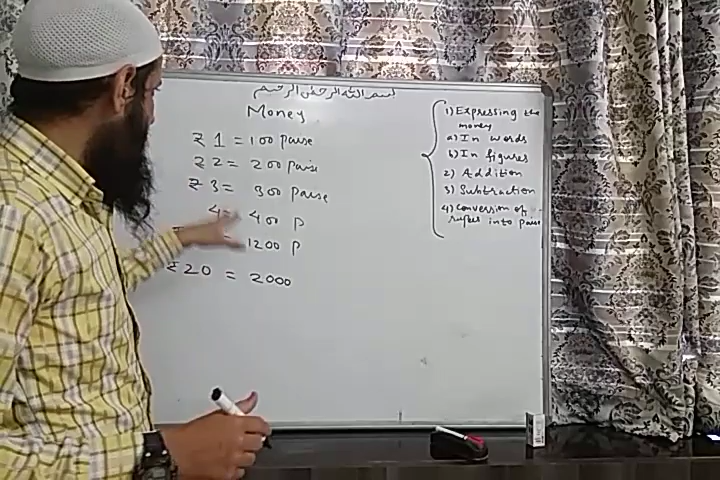 بسم الله الرحمن الرحيم
Money
₹ 1 = 100 paise
₹ 2 = 200 paise
₹ 3 = 300 paise
4 = 400 P
1200 P
₹ 20 = 2000
1) Expressing the
money
a) In words
b) In figures
2) Addition
3) Subtraction
4) Conversion of
rupees into paise